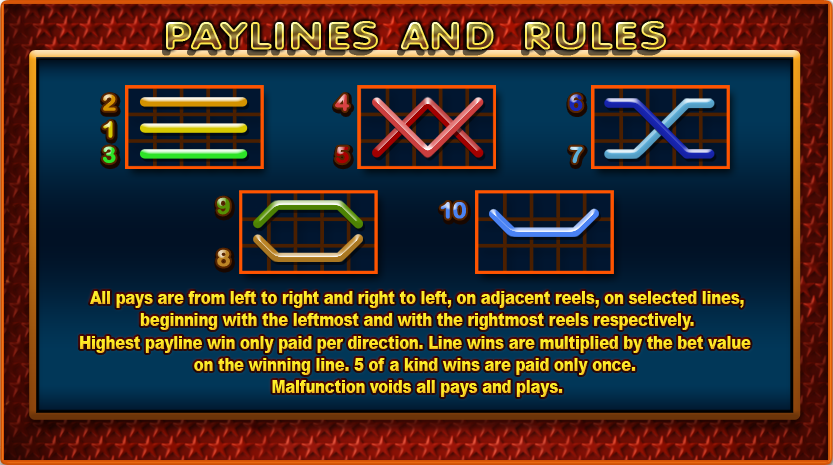 PAYLINES AND RULES
2
1
3
4
5
6
7
9
8
10
All pays are from left to right and right to left, on adjacent reels, on selected lines,
beginning with the leftmost and with the rightmost reels respectively.
Highest payline win only paid per direction. Line wins are multiplied by the bet value
on the winning line. 5 of a kind wins are paid only once.
Malfunction voids all pays and plays.